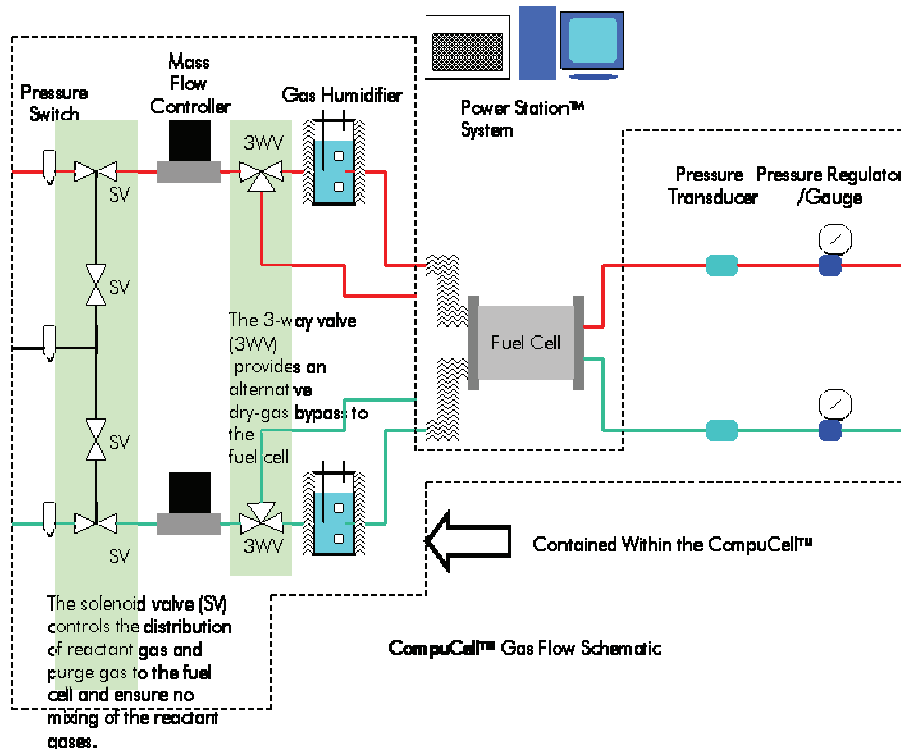 Mass
Flow
Controller
Pressure
Switch
Gas Humidifier
Power Station™
System
3WV
SV
Pressure
Transducer
Pressure Regulator
/Gauge
SV
The 3-way valve
(3WV)
provides an
alternative
dry-gas bypass to
the
fuel cell
Fuel Cell
SV
3WV
SV
Contained Within the CompuCell™
The solenoid valve (SV)
controls the distribution
of reactant gas and
purge gas to the fuel
cell and ensure no
mixing of the reactant
gases.
CompuCell™ Gas Flow Schematic